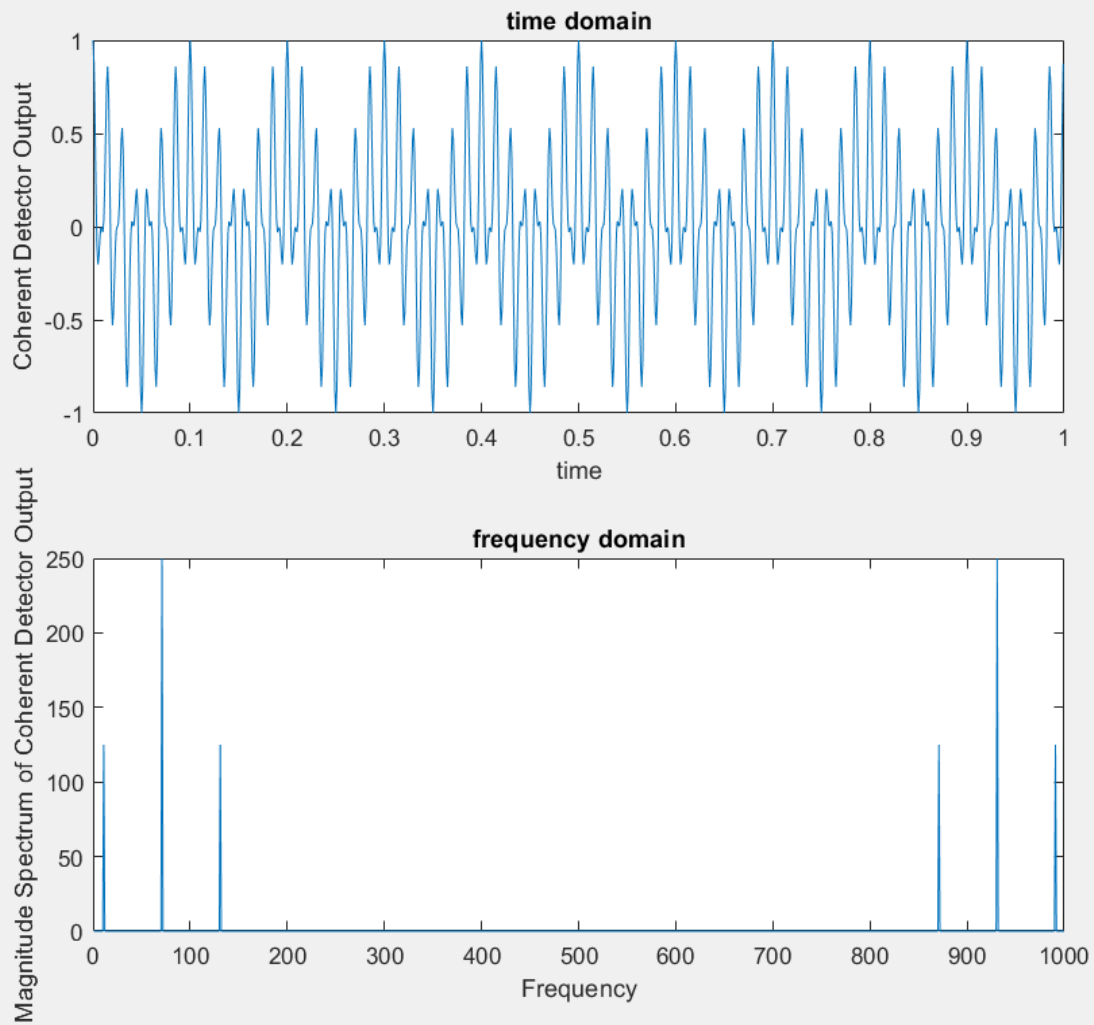 time domain
Coherent Detector Output
1
0.5
0
-0.5
-1
0 0.1 0.2 0.3 0.4 0.5 0.6 0.7 0.8 0.9 1
time
frequency domain
Magnitude Spectrum of Coherent Detector Output
250
200
150
100
50
0
0 100 200 300 400 500 600 700 800 900 1000
Frequency